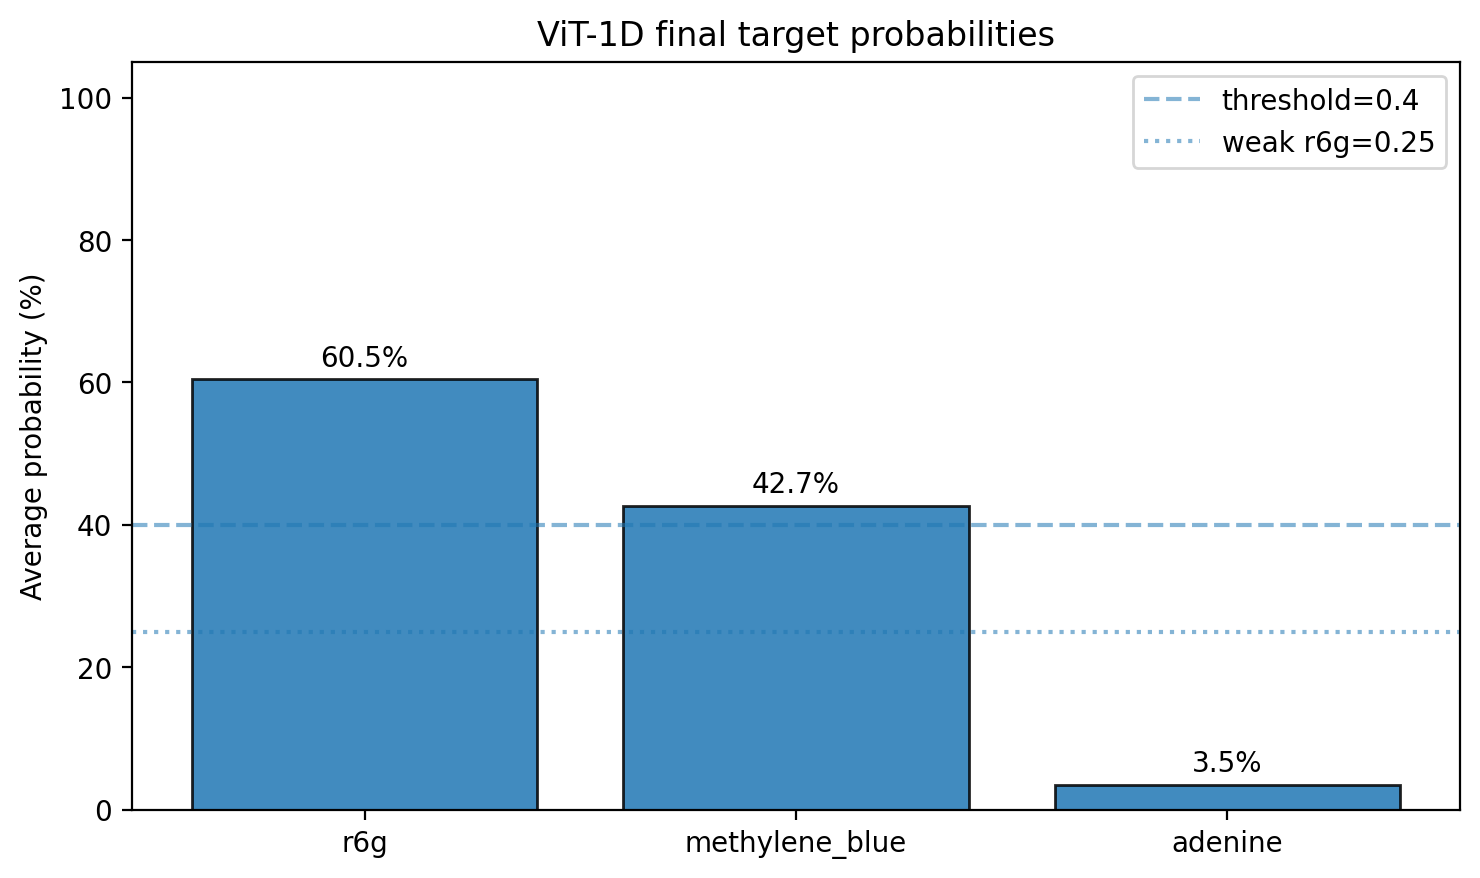 ViT-1D final target probabilities
threshold=0.4
weak r6g=0.25
Average probability (%)
100
80
60
40
20
0
60.5%
42.7%
3.5%
r6g
methylene_blue
adenine